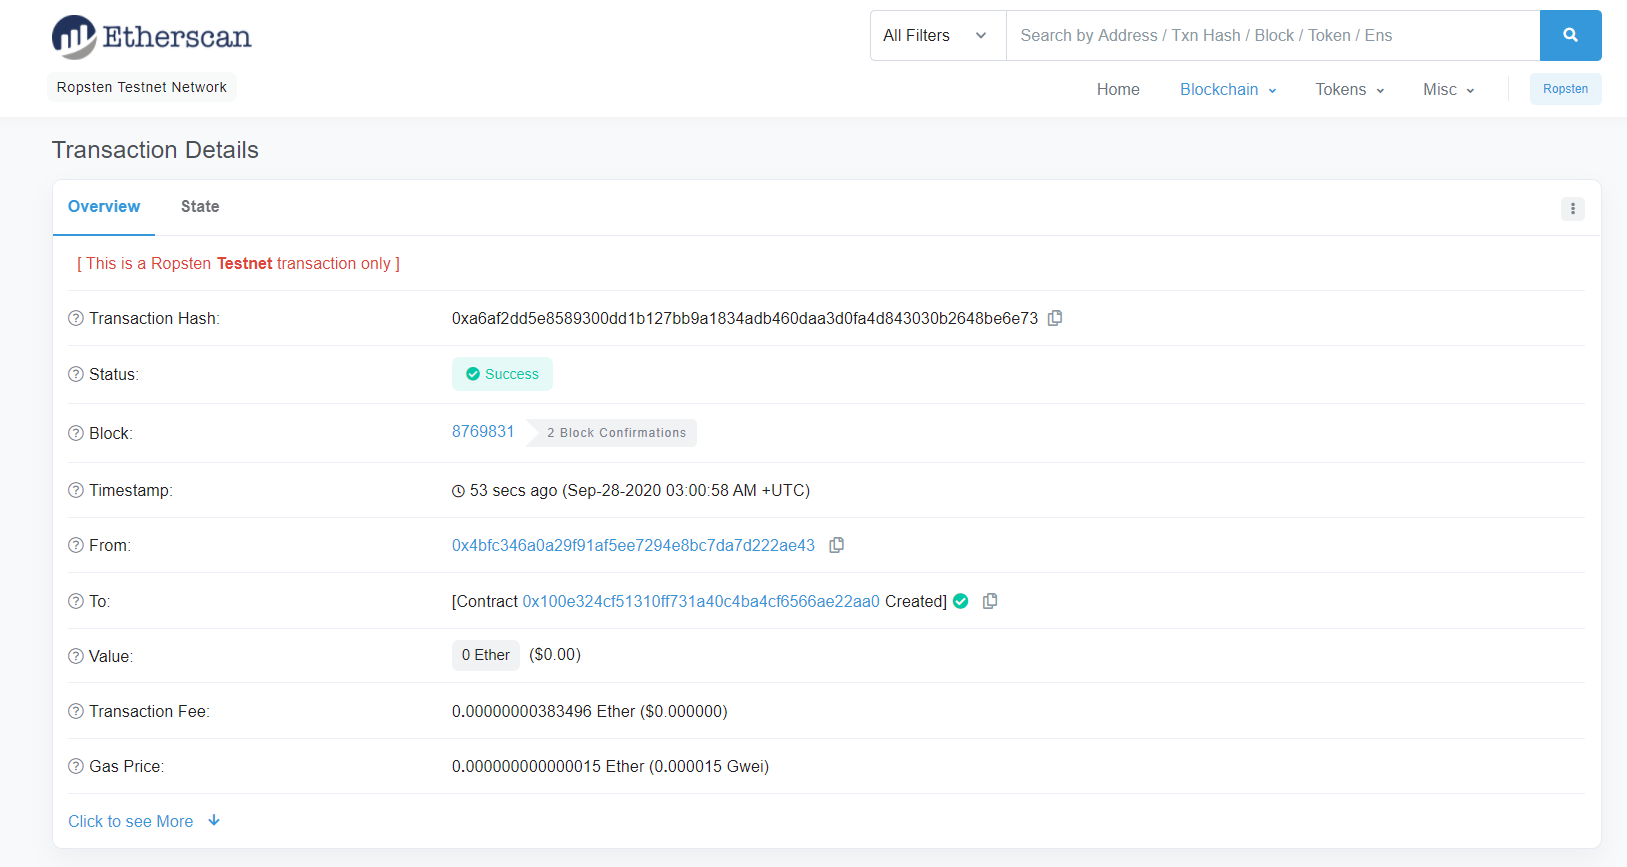 Etherscan
All Filters
Search by Address / Txn Hash / Block / Token / Ens
Ropsten Testnet Network
Home Blockchain Tokens Misc Ropsten
Transaction Details
Overview State
[ This is a Ropsten Testnet transaction only ]
Transaction Hash: 0xa6af2dd5e8589300dd1b127bb9a1834adb460daa3d0fa4d843030b2648be6e73
Status: Success
Block: 8769831 2 Block Confirmations
Timestamp: 53 secs ago (Sep-28-2020 03:00:58 AM +UTC)
From: 0x4bfc346a0a29f91af5ee7294e8bc7da7d222ae43
To: [Contract 0x100e324cf51310ff731a40c4ba4cf6566ae22aa0 Created]
Value: 0 Ether ($0.00)
Transaction Fee: 0.00000000383496 Ether ($0.000000)
Gas Price: 0.000000000000015 Ether (0.000015 Gwei)
Click to see More